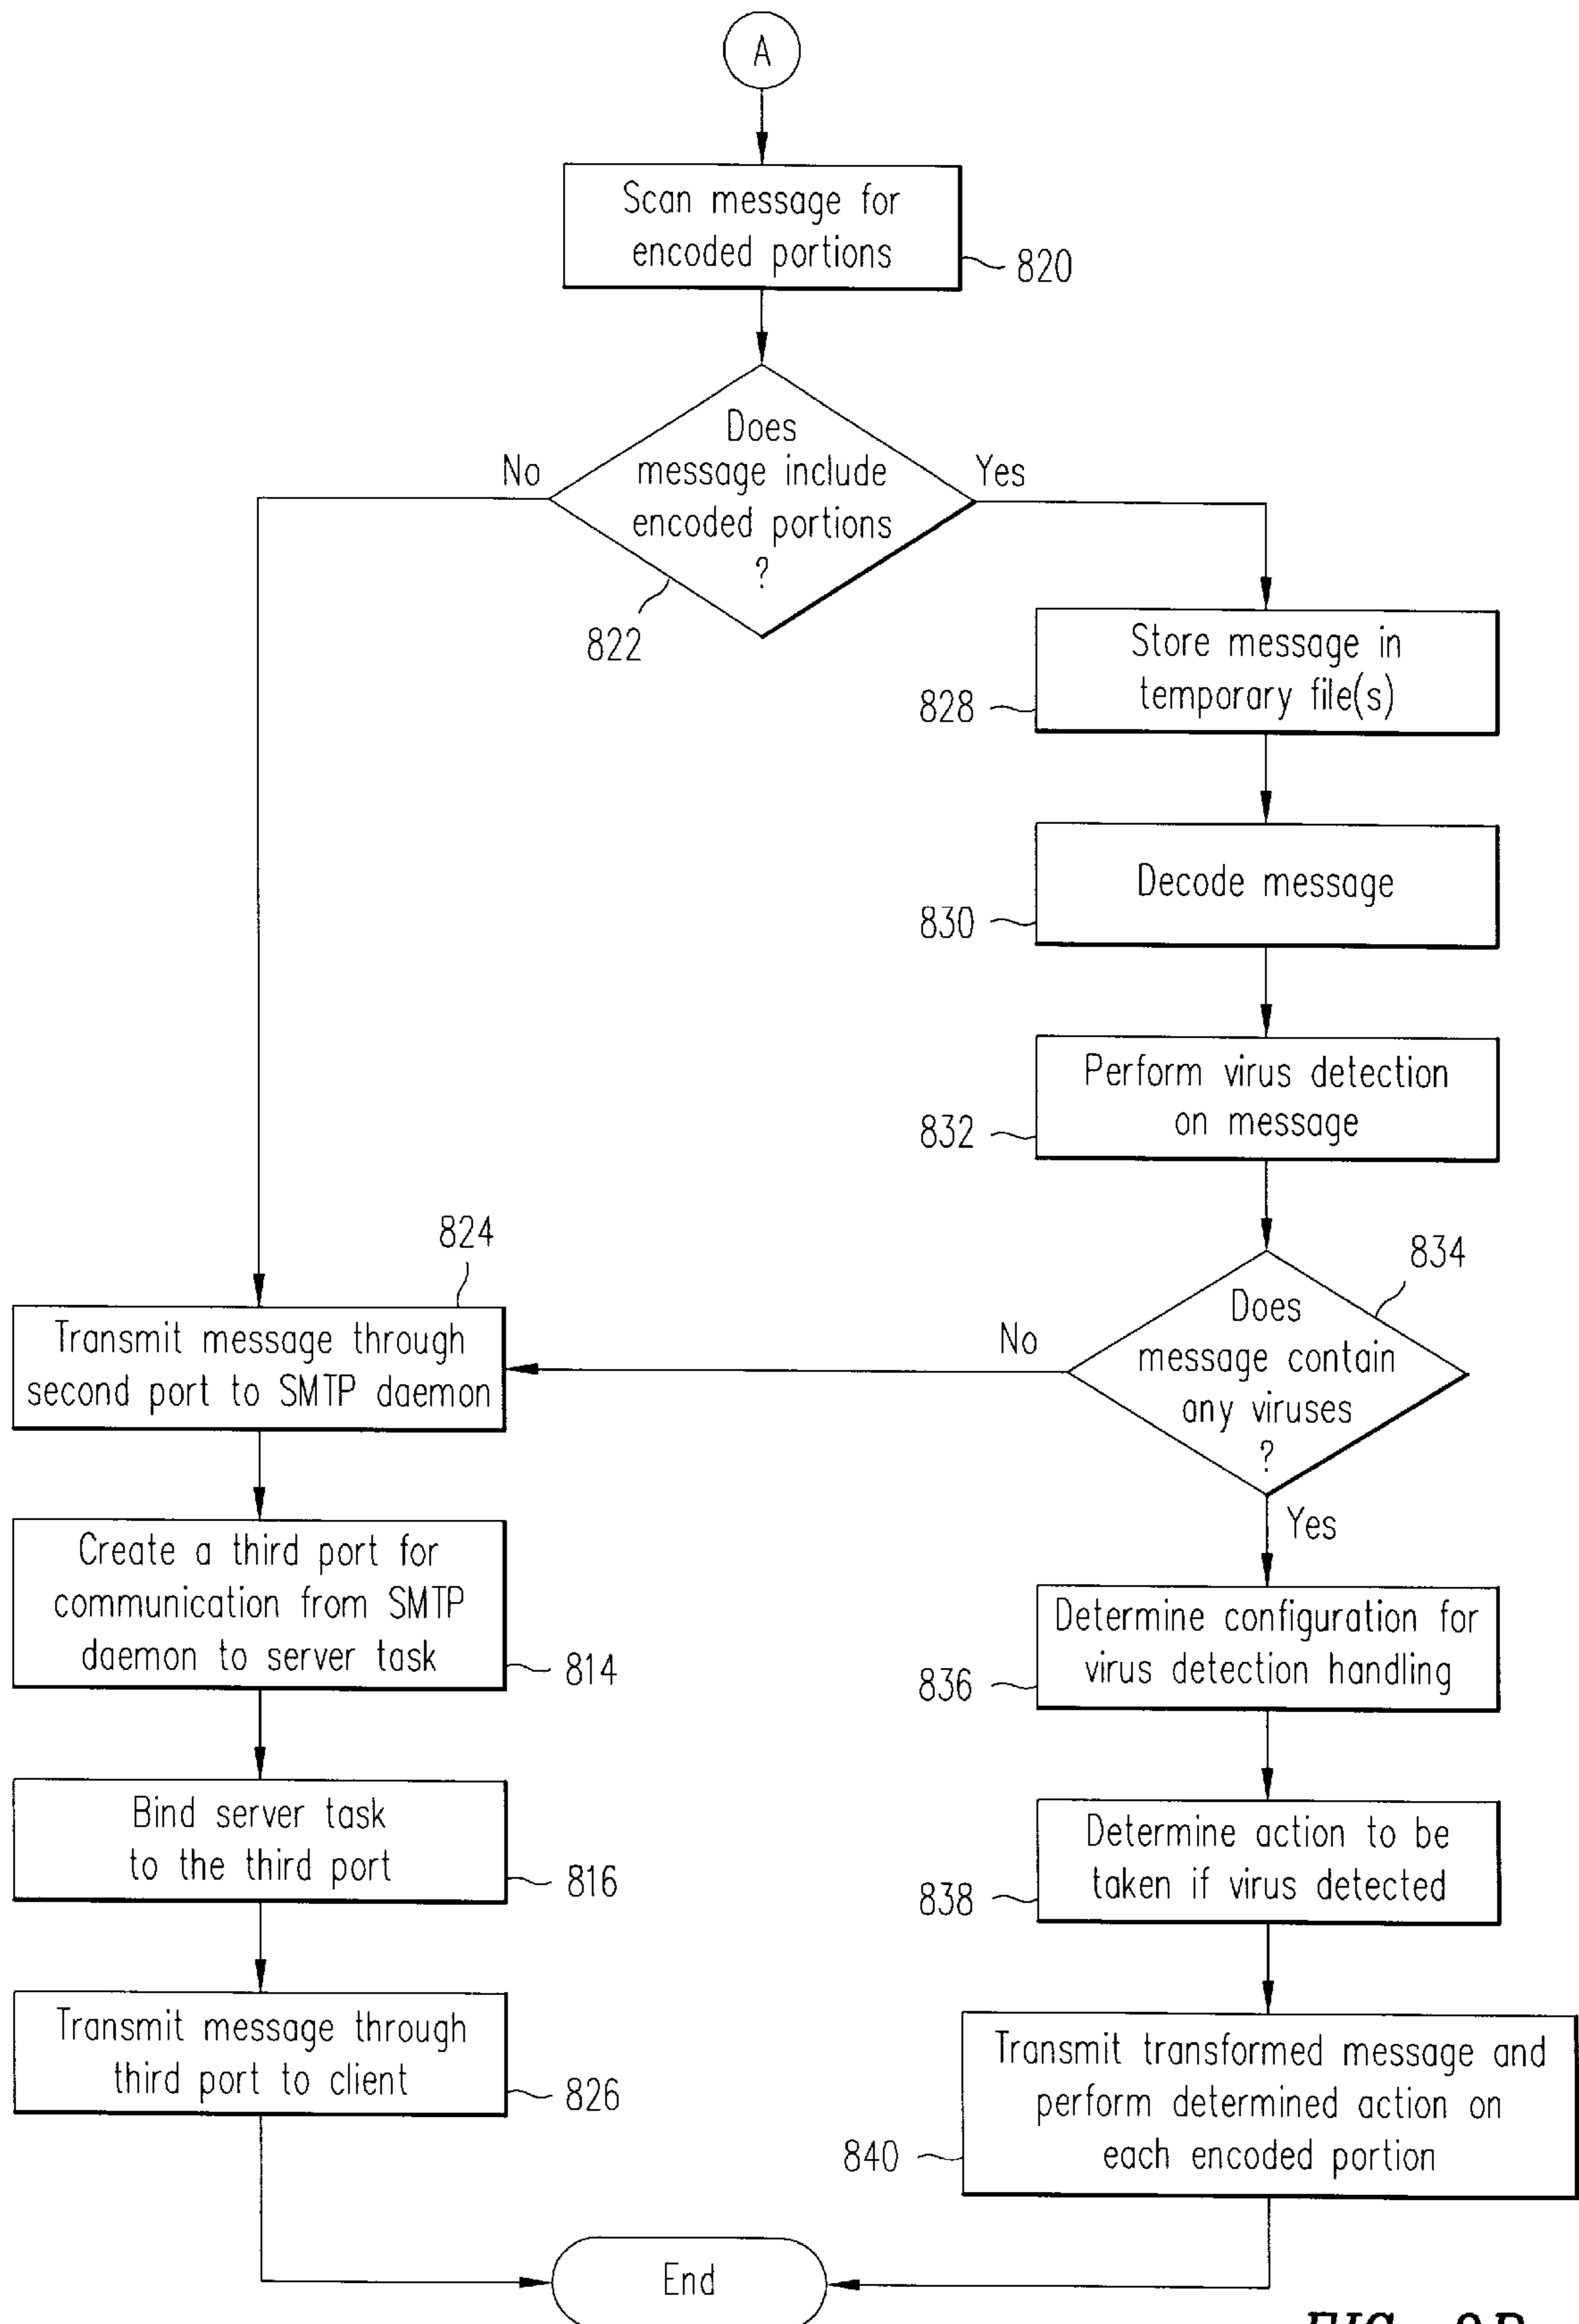 A
Scan message for
encoded portions
820
Does
message include
encoded portions
?
No
Yes
822
Store message in
temporary file(s)
828
Decode message
830
Perform virus detection
on message
832
824
Transmit message through
second port to SMTP daemon
834
Does
message contain
any viruses
?
No
Yes
Create a third port for
communication from SMTP
daemon to server task
814
Determine configuration for
virus detection handling
836
Bind server task
to the third port
816
Determine action to be
taken if virus detected
838
Transmit message through
third port to client
826
Transmit transformed message and
perform determined action on
each encoded portion
840
End